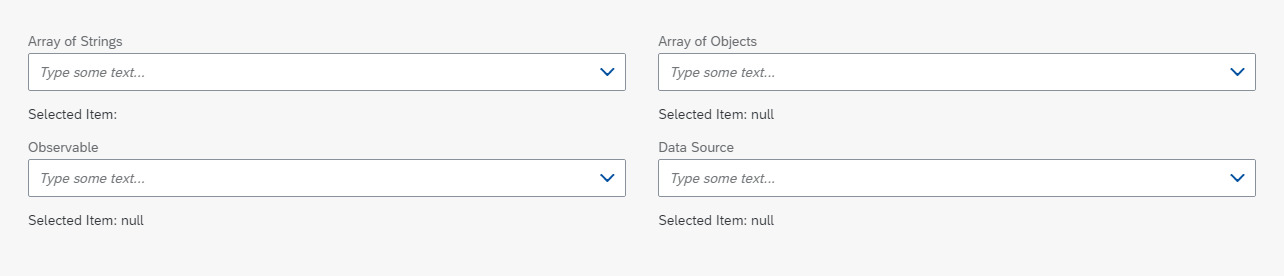 Array of Strings
Type some text...
Selected Item:
Array of Objects
Type some text...
Selected Item: null
Observable
Type some text...
Selected Item: null
Data Source
Type some text...
Selected Item: null